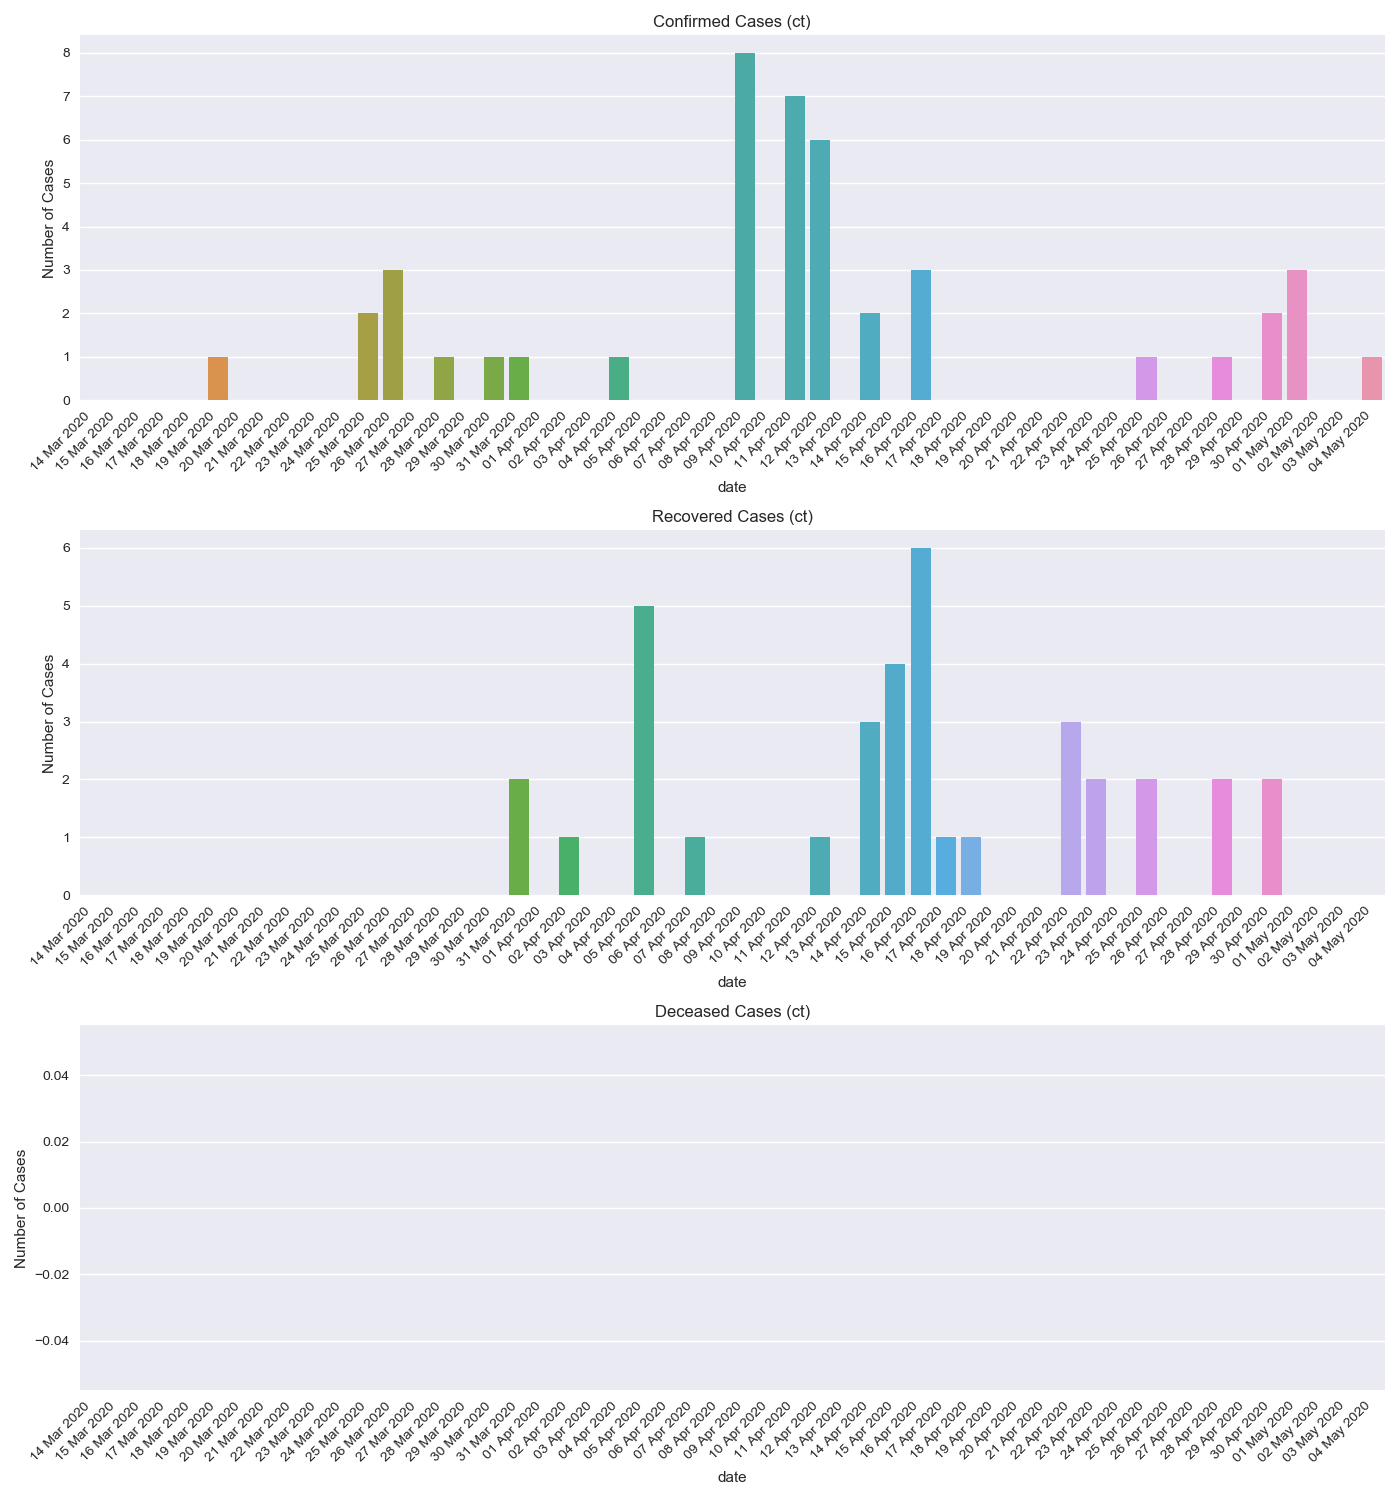 Confirmed Cases (ct)
Number of Cases
8
7
6
5
4
3
2
1
0
14 Mar 2020
15 Mar 2020
16 Mar 2020
17 Mar 2020
18 Mar 2020
19 Mar 2020
20 Mar 2020
21 Mar 2020
22 Mar 2020
23 Mar 2020
24 Mar 2020
25 Mar 2020
26 Mar 2020
27 Mar 2020
28 Mar 2020
29 Mar 2020
30 Mar 2020
31 Mar 2020
01 Apr 2020
02 Apr 2020
03 Apr 2020
04 Apr 2020
05 Apr 2020
06 Apr 2020
07 Apr 2020
08 Apr 2020
09 Apr 2020
10 Apr 2020
11 Apr 2020
12 Apr 2020
13 Apr 2020
14 Apr 2020
15 Apr 2020
16 Apr 2020
17 Apr 2020
18 Apr 2020
19 Apr 2020
20 Apr 2020
21 Apr 2020
22 Apr 2020
23 Apr 2020
24 Apr 2020
25 Apr 2020
26 Apr 2020
27 Apr 2020
28 Apr 2020
29 Apr 2020
30 Apr 2020
01 May 2020
02 May 2020
03 May 2020
04 May 2020
date
Recovered Cases (ct)
Number of Cases
6
5
4
3
2
1
0
14 Mar 2020
15 Mar 2020
16 Mar 2020
17 Mar 2020
18 Mar 2020
19 Mar 2020
20 Mar 2020
21 Mar 2020
22 Mar 2020
23 Mar 2020
24 Mar 2020
25 Mar 2020
26 Mar 2020
27 Mar 2020
28 Mar 2020
29 Mar 2020
30 Mar 2020
31 Mar 2020
01 Apr 2020
02 Apr 2020
03 Apr 2020
04 Apr 2020
05 Apr 2020
06 Apr 2020
07 Apr 2020
08 Apr 2020
09 Apr 2020
10 Apr 2020
11 Apr 2020
12 Apr 2020
13 Apr 2020
14 Apr 2020
15 Apr 2020
16 Apr 2020
17 Apr 2020
18 Apr 2020
19 Apr 2020
20 Apr 2020
21 Apr 2020
22 Apr 2020
23 Apr 2020
24 Apr 2020
25 Apr 2020
26 Apr 2020
27 Apr 2020
28 Apr 2020
29 Apr 2020
30 Apr 2020
01 May 2020
02 May 2020
03 May 2020
04 May 2020
date
Deceased Cases (ct)
Number of Cases
0.04
0.02
0.00
−0.02
−0.04
14 Mar 2020
15 Mar 2020
16 Mar 2020
17 Mar 2020
18 Mar 2020
19 Mar 2020
20 Mar 2020
21 Mar 2020
22 Mar 2020
23 Mar 2020
24 Mar 2020
25 Mar 2020
26 Mar 2020
27 Mar 2020
28 Mar 2020
29 Mar 2020
30 Mar 2020
31 Mar 2020
01 Apr 2020
02 Apr 2020
03 Apr 2020
04 Apr 2020
05 Apr 2020
06 Apr 2020
07 Apr 2020
08 Apr 2020
09 Apr 2020
10 Apr 2020
11 Apr 2020
12 Apr 2020
13 Apr 2020
14 Apr 2020
15 Apr 2020
16 Apr 2020
17 Apr 2020
18 Apr 2020
19 Apr 2020
20 Apr 2020
21 Apr 2020
22 Apr 2020
23 Apr 2020
24 Apr 2020
25 Apr 2020
26 Apr 2020
27 Apr 2020
28 Apr 2020
29 Apr 2020
30 Apr 2020
01 May 2020
02 May 2020
03 May 2020
04 May 2020
date